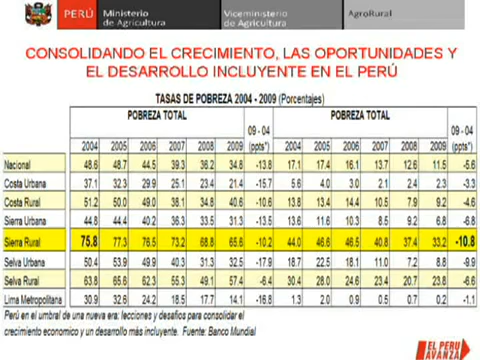 PERÚ Ministerio de Agricultura Viceministerio de Agricultura AgroRural
CONSOLIDANDO EL CRECIMIENTO, LAS OPORTUNIDADES Y
EL DESARROLLO INCLUYENTE EN EL PERÚ
TASAS DE POBREZA 2004 - 2009 (Porcentajes)
POBREZA TOTAL POBREZA TOTAL
2004 2005 2006 2007 2008 2009 09 - 04 (ppts*) 2004 2005 2006 2007 2008 2009 09 - 04 (ppts*)
Nacional 48.6 48.7 44.5 39.3 36.2 34.8 -13.8 17.1 17.4 16.1 13.7 12.6 11.5 -5.6
Costa Urbana 37.1 32.3 29.9 25.1 23.4 21.4 -15.7 5.6 4.0 3.0 2.1 2.4 2.3 -3.3
Costa Rural 51.2 50.0 49.0 38.1 34.8 40.6 -10.6 13.8 13.4 14.4 10.5 7.9 9.2 -4.6
Sierra Urbana 44.8 44.4 40.2 36.3 33.5 31.3 -13.5 13.6 11.6 10.3 8.5 9.2 6.8 -6.8
Sierra Rural 75.8 77.3 76.5 73.2 68.8 65.6 -10.2 44.0 46.6 46.5 40.8 37.4 33.2 -10.8
Selva Urbana 50.4 53.9 49.9 40.3 31.3 32.5 -17.9 18.7 22.5 18.1 11.0 7.2 8.8 -9.9
Selva Rural 63.8 65.6 62.3 55.3 49.1 57.4 -6.4 30.4 28.0 24.6 23.4 20.7 23.8 -6.6
Lima Metropolitana 30.9 32.6 24.2 18.5 17.7 14.1 -16.8 1.3 2.0 0.9 0.5 0.7 0.2 -1.1
Perú en el umbral de una nueva era: lecciones y desafios para consolidar el
crecimiento economico y un desarrollo más incluyente. Fuente: Banco Mundial
EL PERU
AVANZA